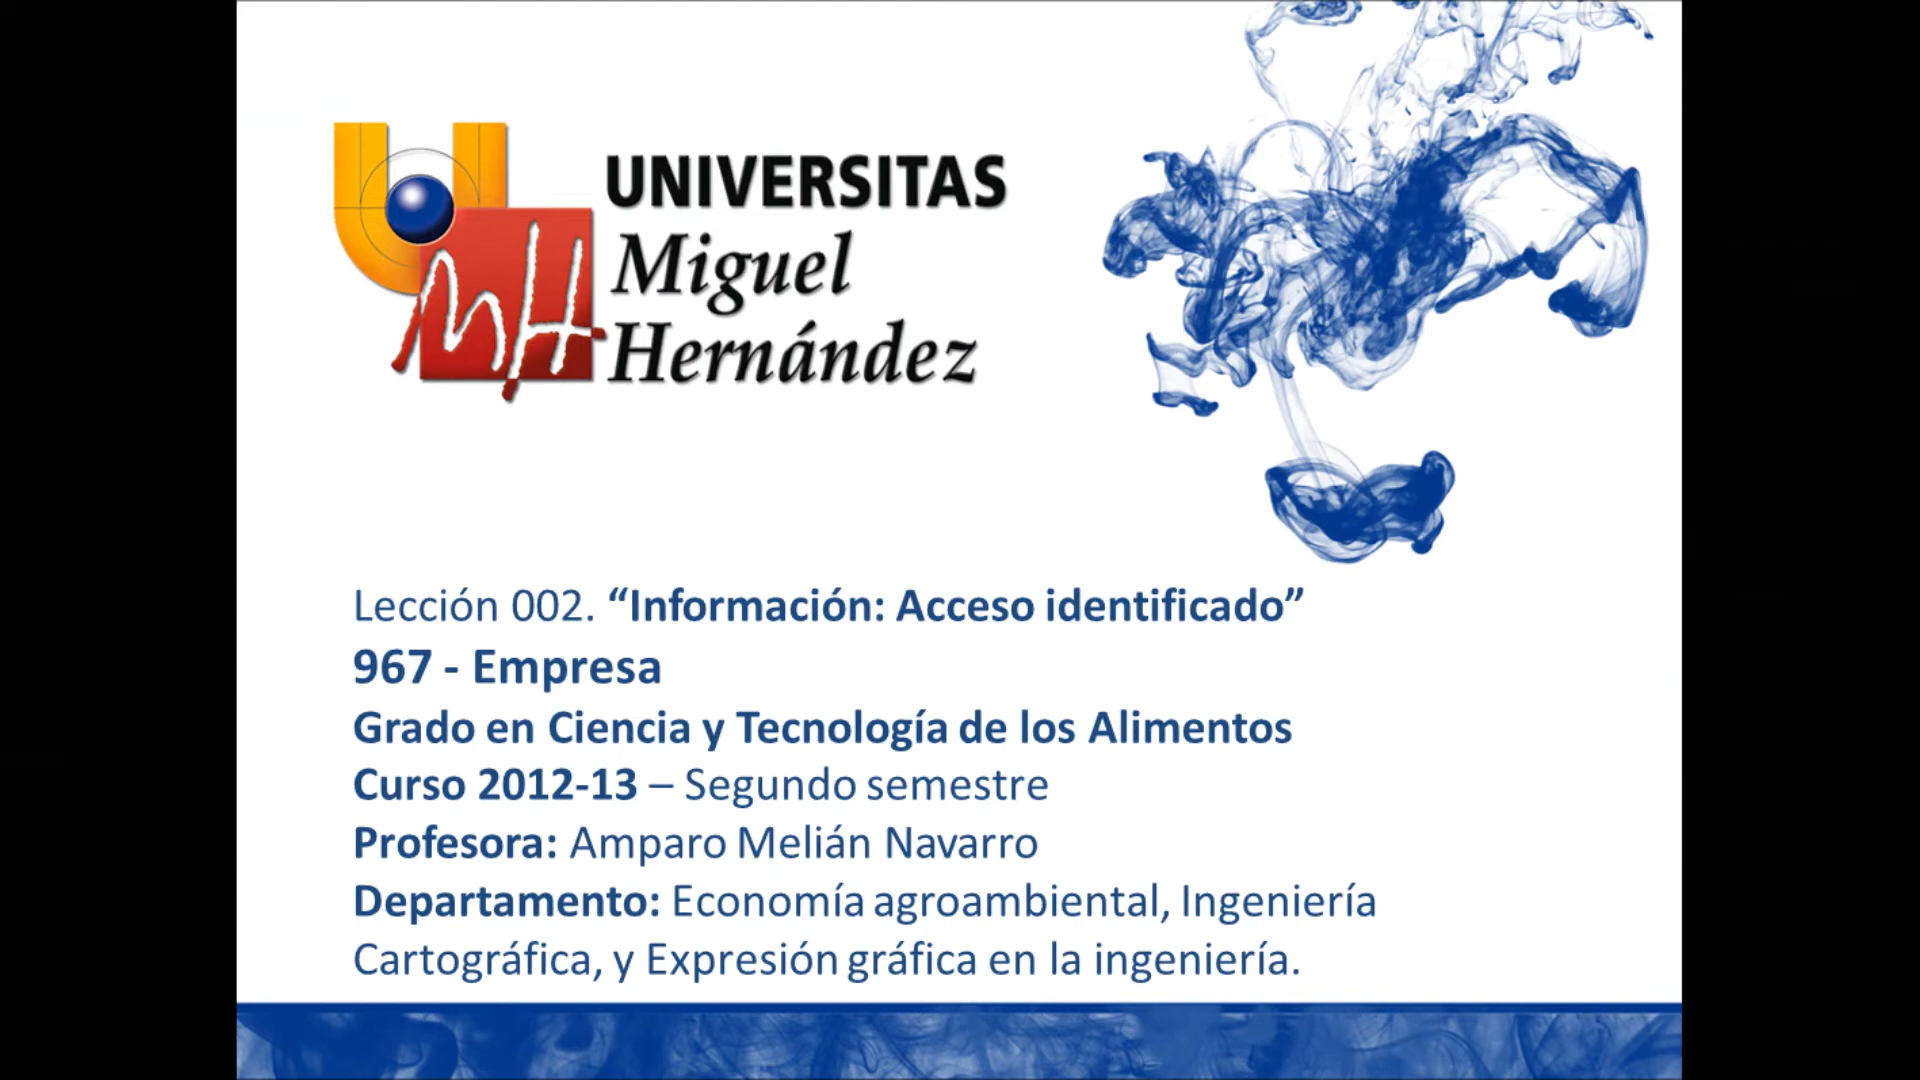 UNIVERSITAS
Miguel
Hernández
MH
Lección 002. “Información: Acceso identificado”
967 - Empresa
Grado en Ciencia y Tecnología de los Alimentos
Curso 2012-13 – Segundo semestre
Profesora: Amparo Melián Navarro
Departamento: Economía agroambiental, Ingeniería
Cartográfica, y Expresión gráfica en la ingeniería.